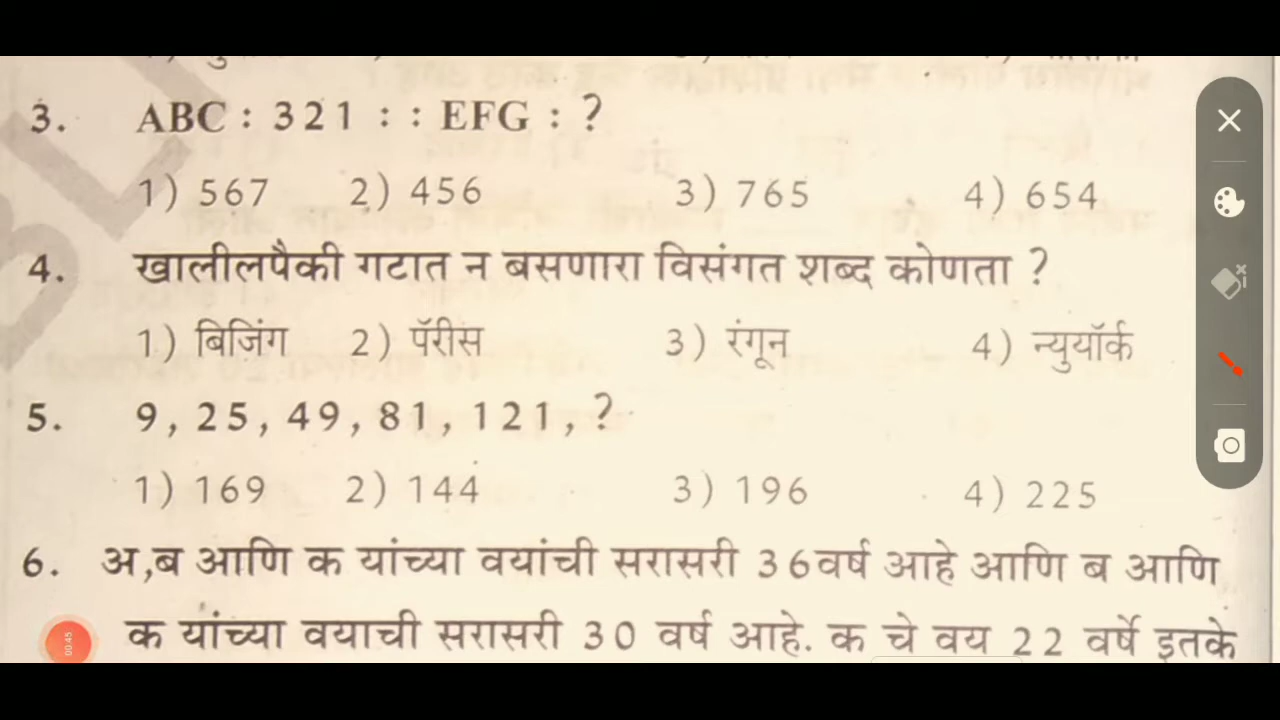 3. ABC : 321 : : EFG : ?
1) 567 2) 456 3) 765 4) 654
4. खालीलपैकी गटात न बसणारा विसंगत शब्द कोणता ?
1) बिजिंग 2) पॅरीस 3) रंगून 4) न्युयॉर्क
5. 9, 25, 49, 81, 121, ?
1) 169 2) 144 3) 196 4) 225
6. अ,ब आणि क यांच्या वयांची सरासरी 36वर्ष आहे आणि ब आणि
क यांच्या वयाची सरासरी 30 वर्ष आहे. क चे वय 22 वर्षे इतके
00:45